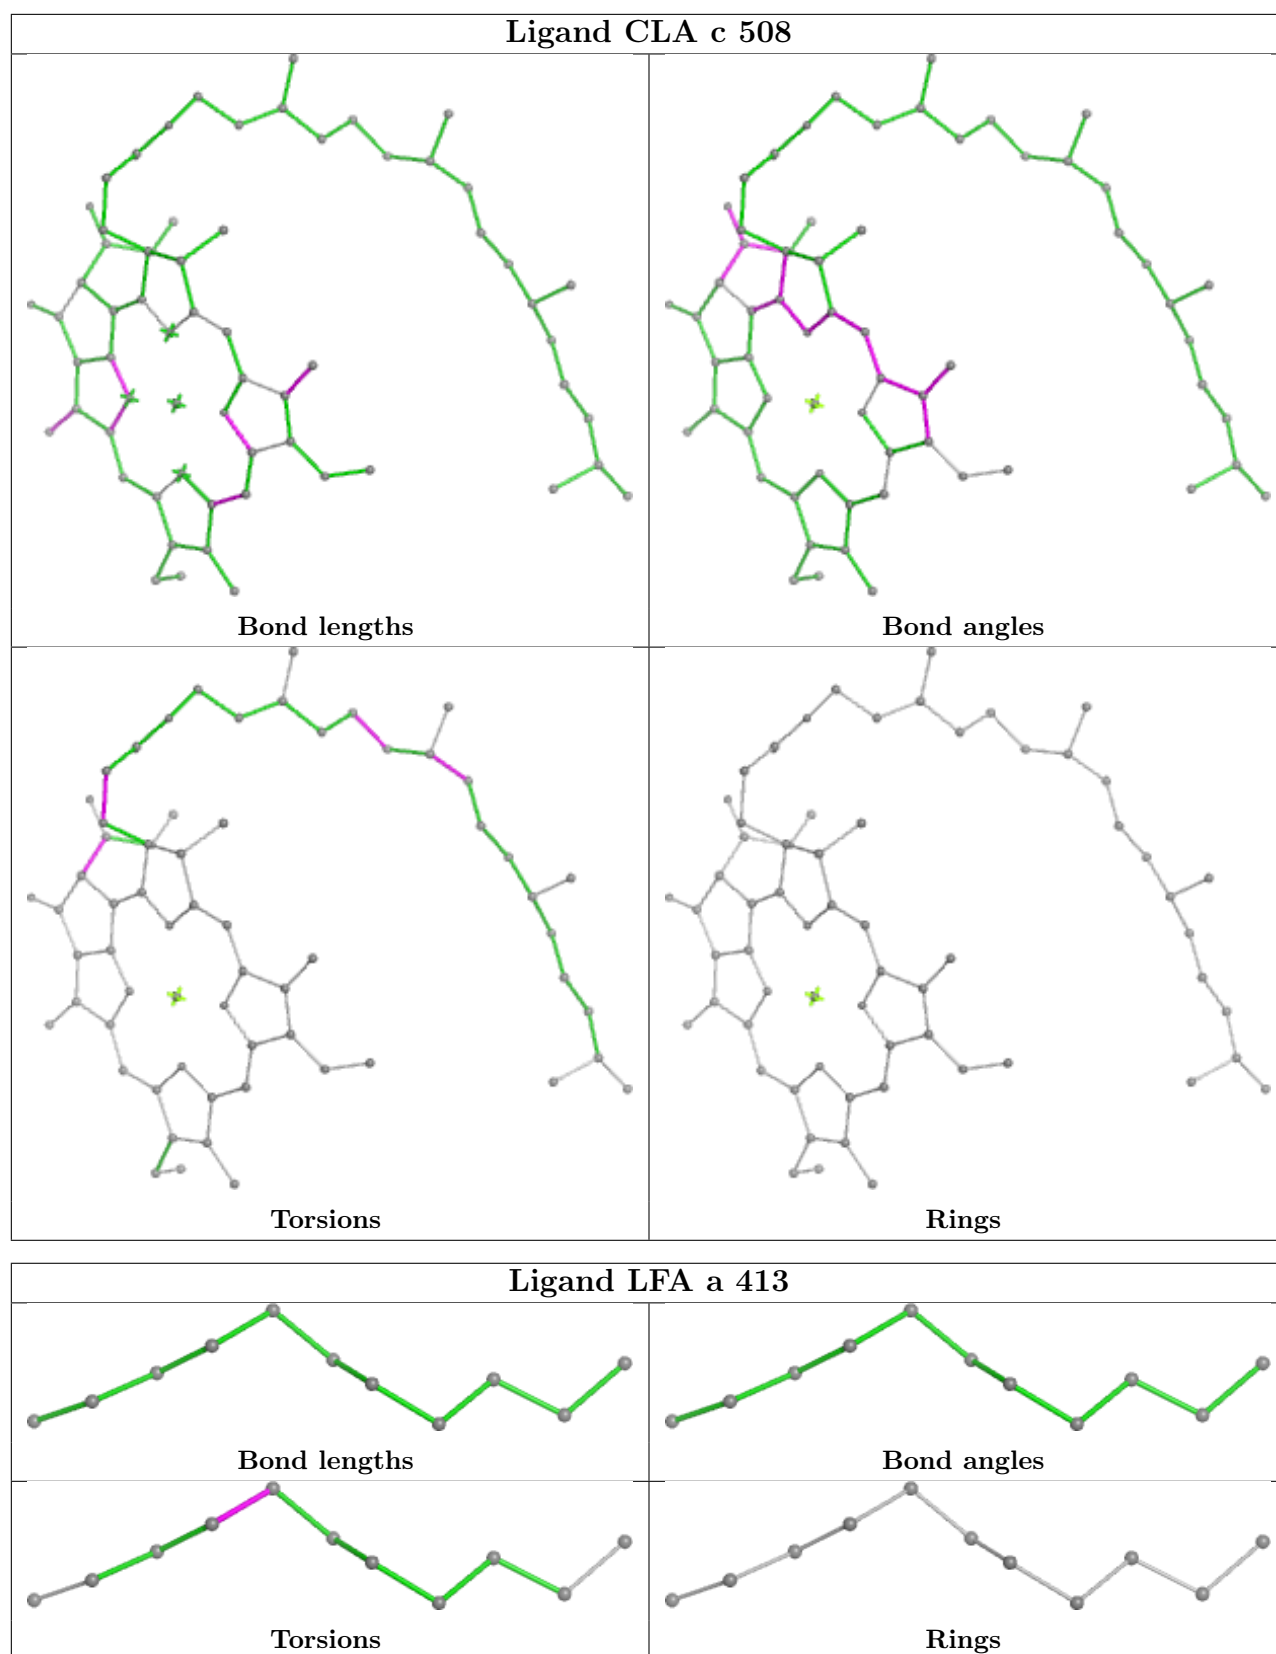 Ligand CLA c 508
Bond lengths
Bond angles
Torsions
Rings
Ligand LFA a 413
Bond lengths
Bond angles
Torsions
Rings